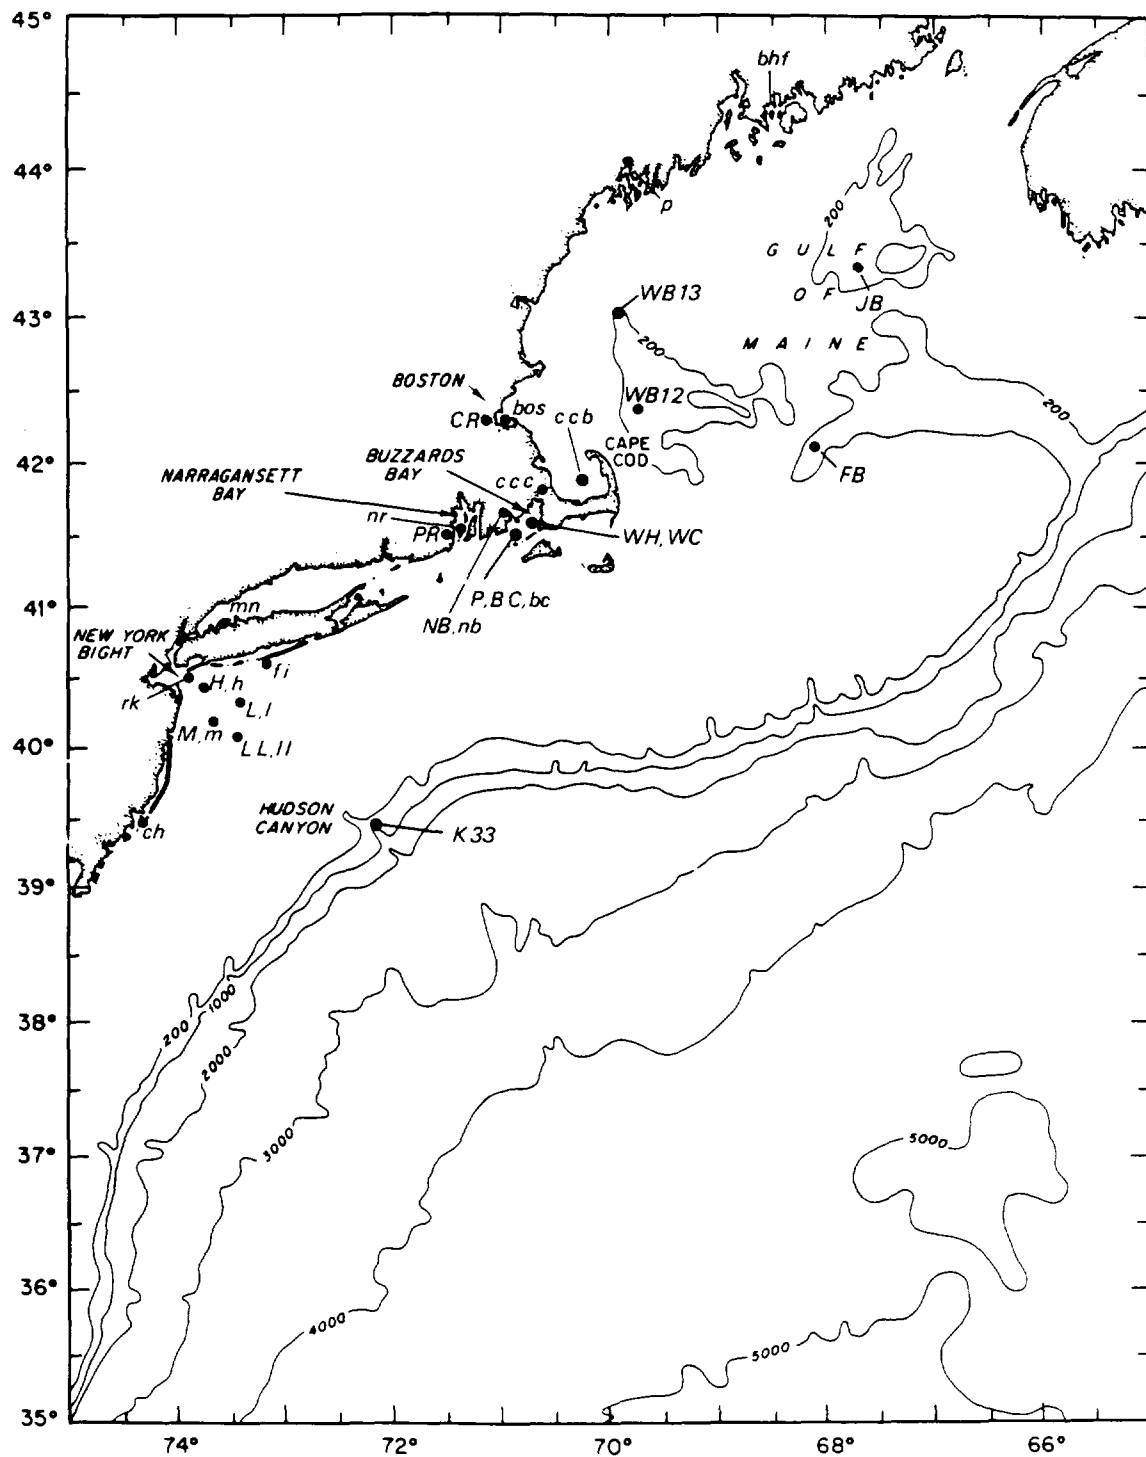 45°
bhf
44°
p
200
G U L F
O F
JB
M A I N E
43°
WB13
200
BOSTON
WB12
200
CR
bos
ccb
CAPE
COD
BUZZARDS
BAY
42°
FB
NARRAGANSETT
BAY
ccc
nr
PR
WH, WC
P, BC, bc
NB, nb
41°
mn
NEW YORK
BIGHT
fi
rk
H, h
L, l
M, m
LL, ll
40°
HUDSON
CANYON
K33
ch
39°
200
1000
38°
2000
3000
37°
5000
36°
4000
5000
35°
74°
72°
70°
68°
66°